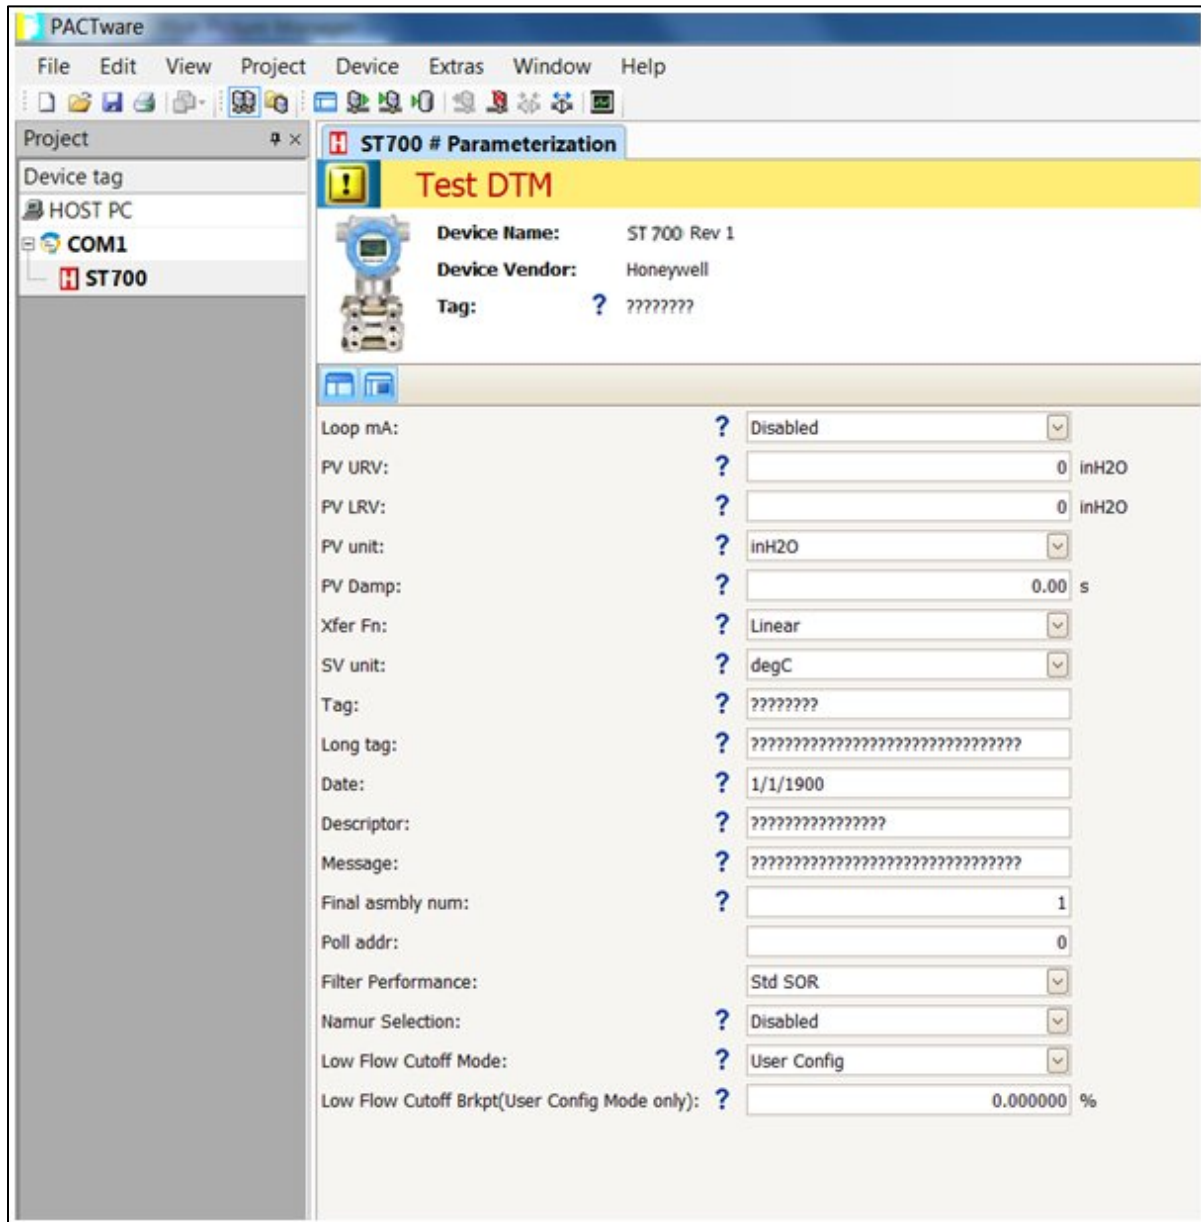 PACTware
File Edit View Project Device Extras Window Help
Project
ST700 # Parameterization
Device tag
Test DTM
HOST PC
COM1
ST700
Device Name: ST 700 Rev 1
Device Vendor: Honeywell
Tag: ? ????????
Loop mA: ? Disabled
PV URV: ? 0 inH2O
PV LRV: ? 0 inH2O
PV unit: ? inH2O
PV Damp: ? 0.00 s
Xfer Fn: ? Linear
SV unit: ? degC
Tag: ? ????????
Long tag: ? ????????????????????????????????
Date: ? 1/1/1900
Descriptor: ? ????????????????
Message: ? ????????????????????????????????
Final asmbly num: ? 1
Poll addr: 0
Filter Performance: Std SOR
Namur Selection: ? Disabled
Low Flow Cutoff Mode: ? User Config
Low Flow Cutoff Brkpt(User Config Mode only): ? 0.000000 %